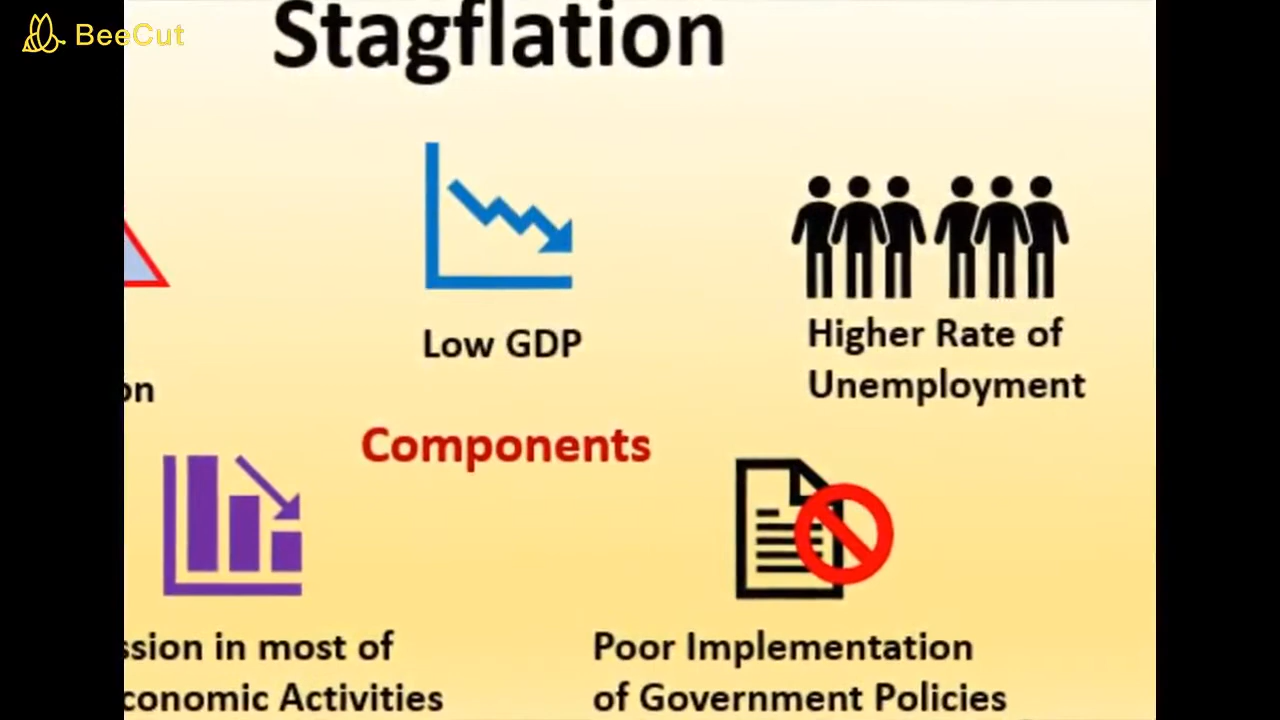 BeeCut
Stagflation
Low GDP
Higher Rate of
Unemployment
on
Components
ssion in most of
conomic Activities
Poor Implementation
of Government Policies